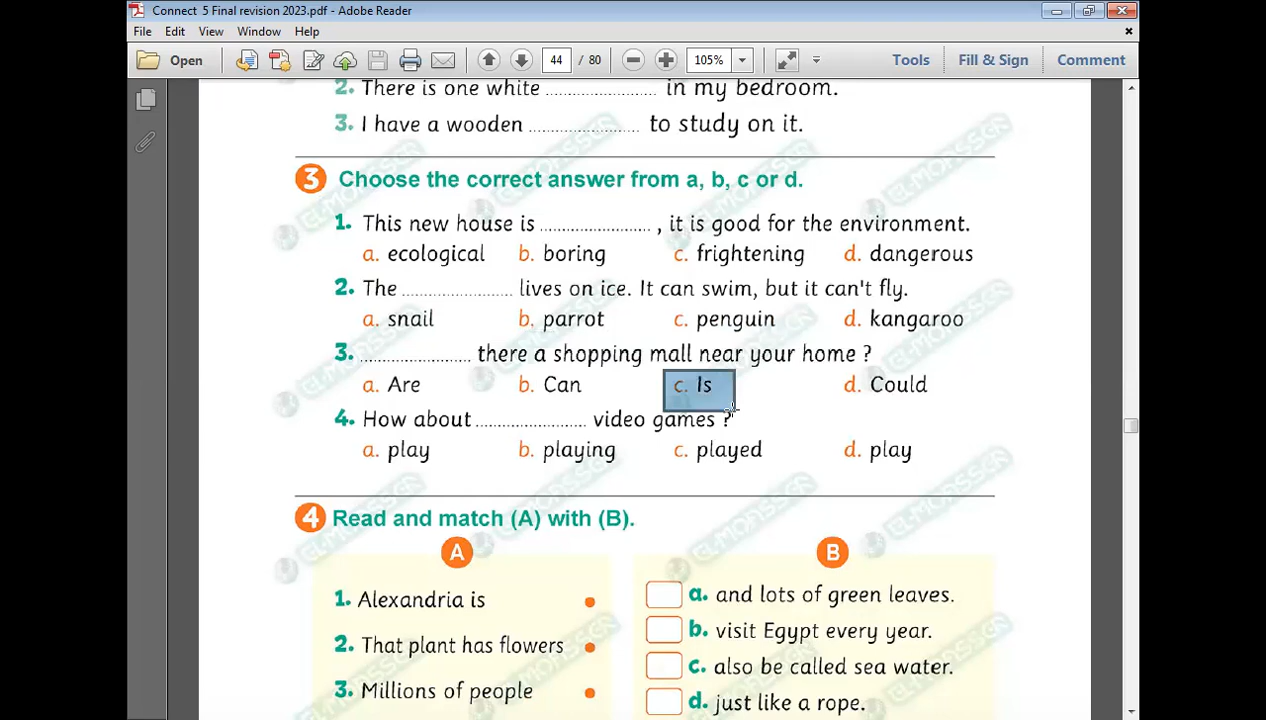 Connect 5 Final revision 2023.pdf - Adobe Reader
File Edit View Window Help
Open 44 / 80 105% Tools Fill & Sign Comment
2. There is one white ...................... in my bedroom.
3. I have a wooden ...................... to study on it.
3 Choose the correct answer from a, b, c or d.
1. This new house is ...................... , it is good for the environment.
a. ecological b. boring c. frightening d. dangerous
2. The ...................... lives on ice. It can swim, but it can't fly.
a. snail b. parrot c. penguin d. kangaroo
3. ...................... there a shopping mall near your home ?
a. Are b. Can c. Is d. Could
4. How about ...................... video games ?
a. play b. playing c. played d. play
4 Read and match (A) with (B).
A B
1. Alexandria is a. and lots of green leaves.
2. That plant has flowers b. visit Egypt every year.
c. also be called sea water.
3. Millions of people d. just like a rope.